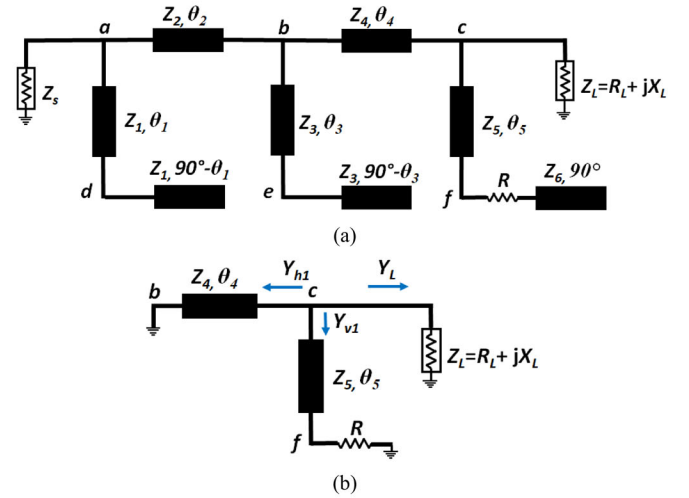 a
Z2, θ2
b
Z4, θ4
c
Zs
Z1, θ1
Z3, θ3
Z5, θ5
ZL=RL+ jXL
d
Z1, 90°-θ1
e
Z3, 90°-θ3
f
R
Z6, 90°
(a)
b
Z4, θ4
Yh1
c
YL
Yv1
Z5, θ5
ZL=RL+ jXL
f
R
(b)